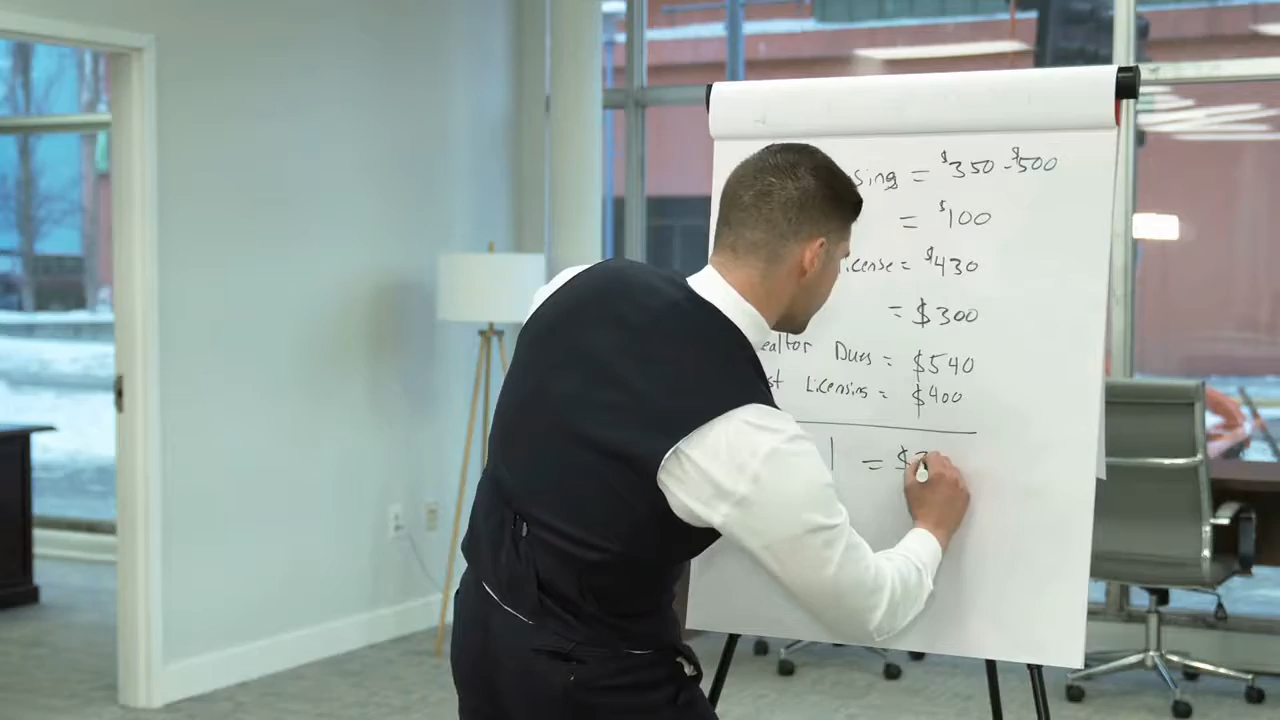 sing = $350 - $500
= $100
icense = $430
= $300
ealtor Dues = $540
st Licensing = $400
l = $